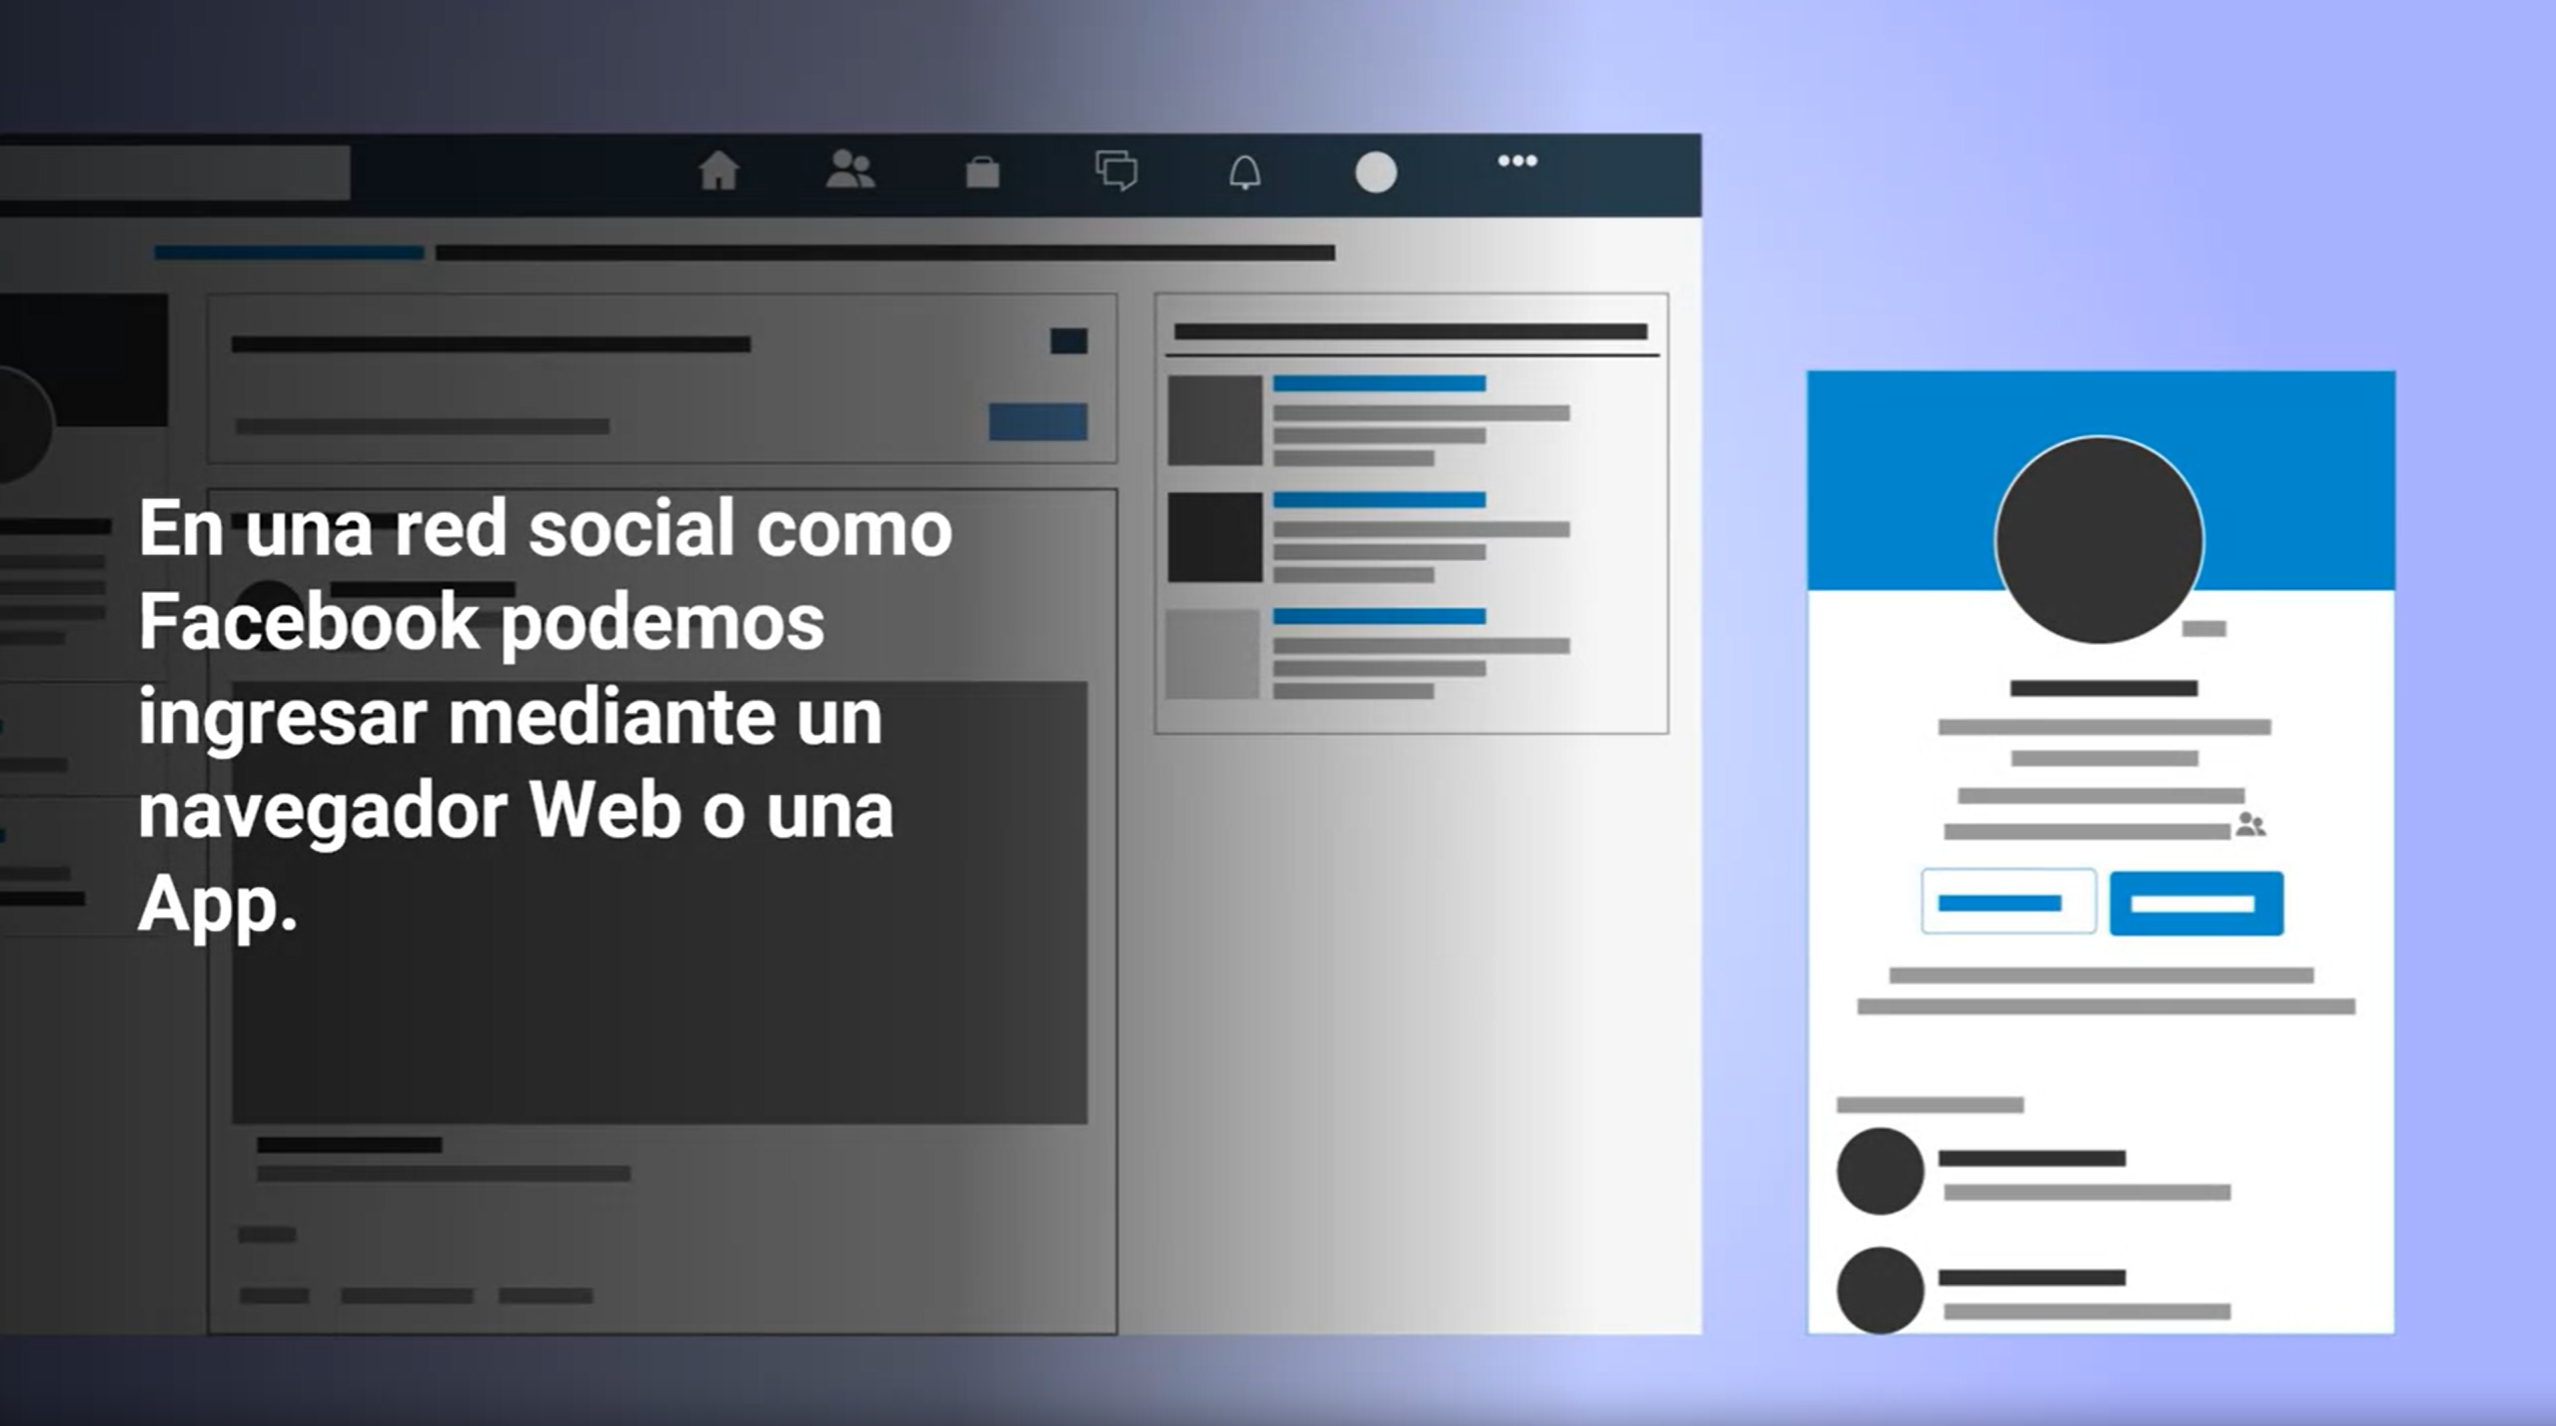 En una red social como
Facebook podemos
ingresar mediante un
navegador Web o una
App.